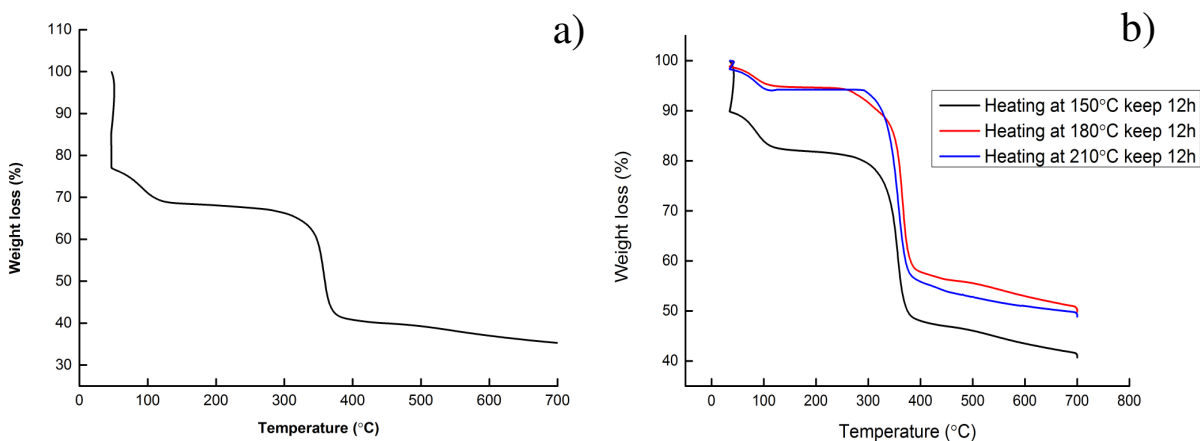 a)
110
100
90
80
70
60
50
40
30
0 100 200 300 400 500 600 700
Weight loss (%)
Temperature (°C)
b)
100
90
80
70
60
50
40
0 100 200 300 400 500 600 700 800
Weight loss (%)
Temperature (°C)
Heating at 150°C keep 12h
Heating at 180°C keep 12h
Heating at 210°C keep 12h